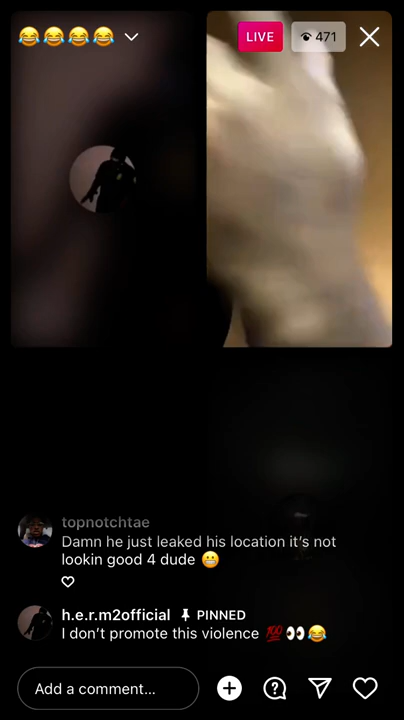 😂😂😂😂
LIVE
471
topnotchtae
Damn he just leaked his location it's not
lookin good 4 dude 😬
h.e.r.m2official PINNED
I don't promote this violence 💯👀😂
Add a comment...